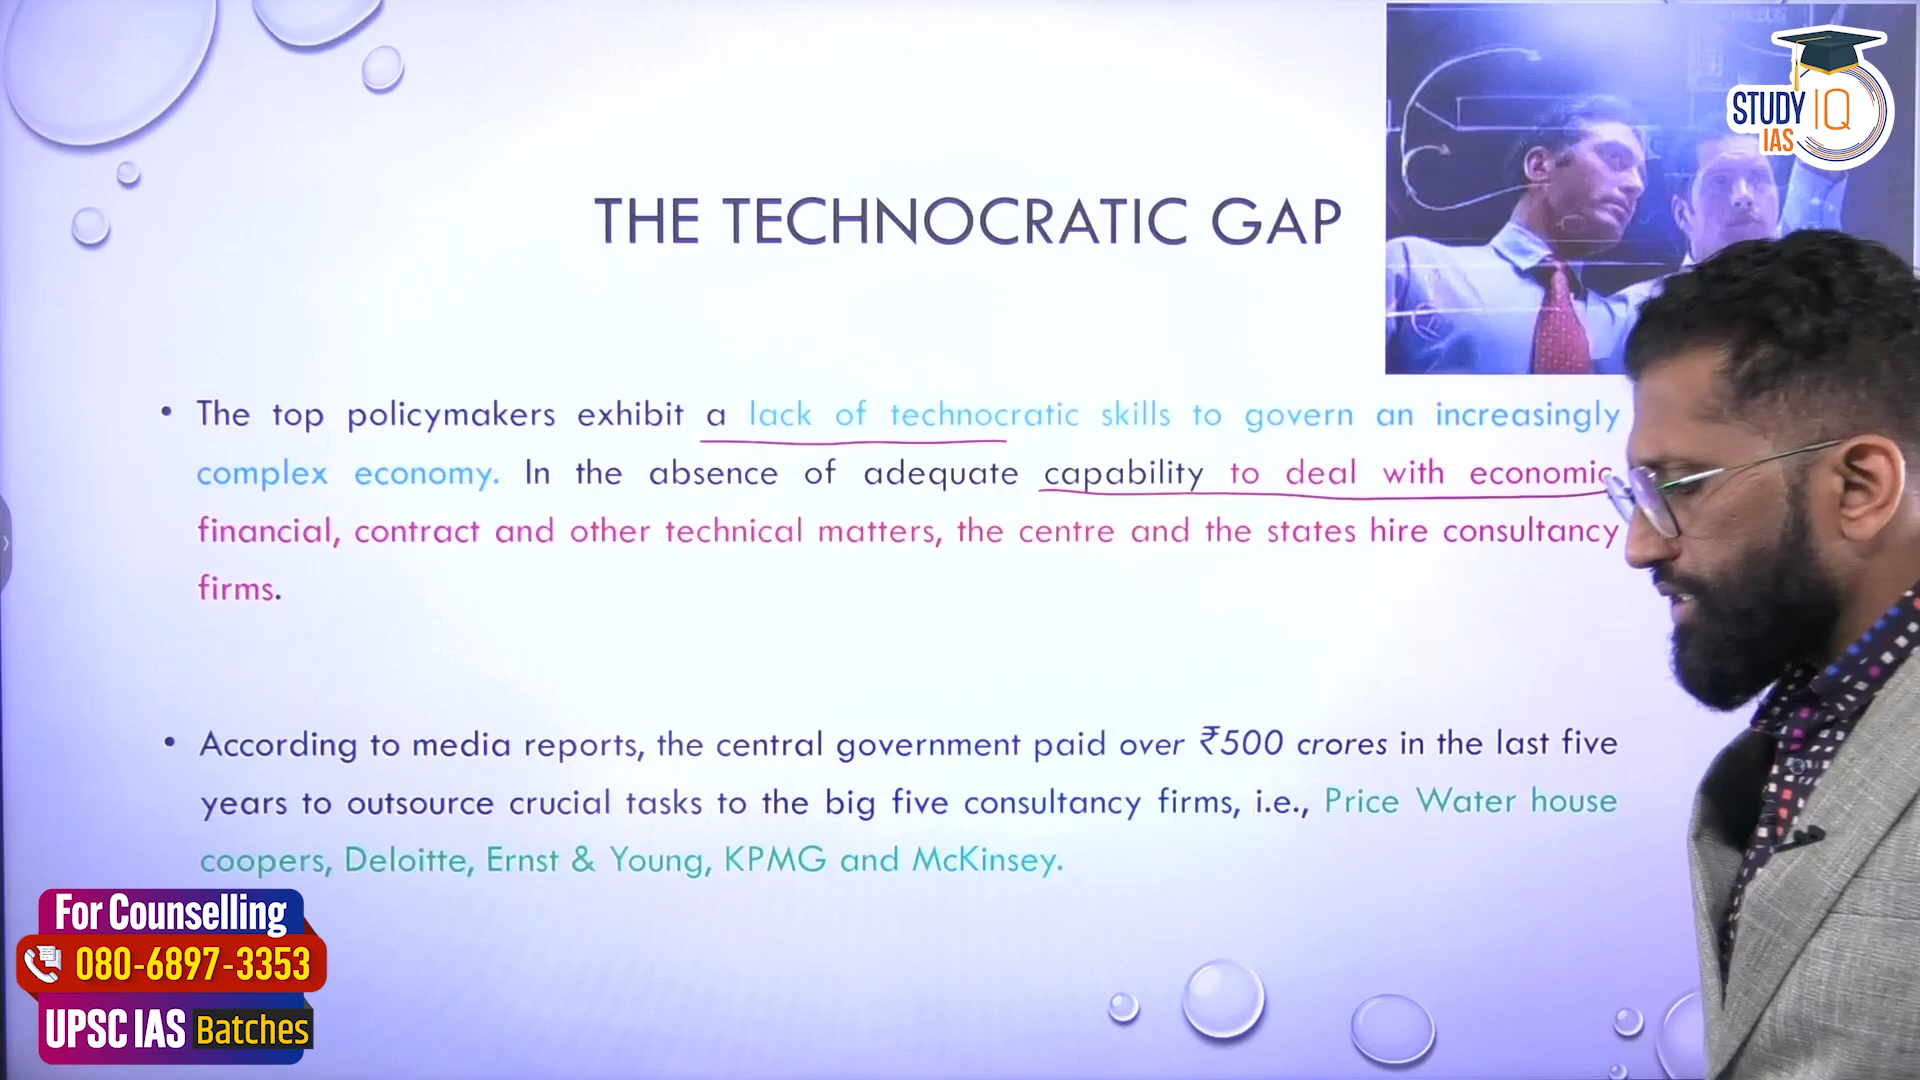 STUDY IQ
IAS
THE TECHNOCRATIC GAP
• The top policymakers exhibit a lack of technocratic skills to govern an increasingly
complex economy. In the absence of adequate capability to deal with economic
financial, contract and other technical matters, the centre and the states hire consultancy
firms.
• According to media reports, the central government paid over ₹500 crores in the last five
years to outsource crucial tasks to the big five consultancy firms, i.e., Price Water house
coopers, Deloitte, Ernst & Young, KPMG and McKinsey.
For Counselling
080-6897-3353
UPSC IAS Batches